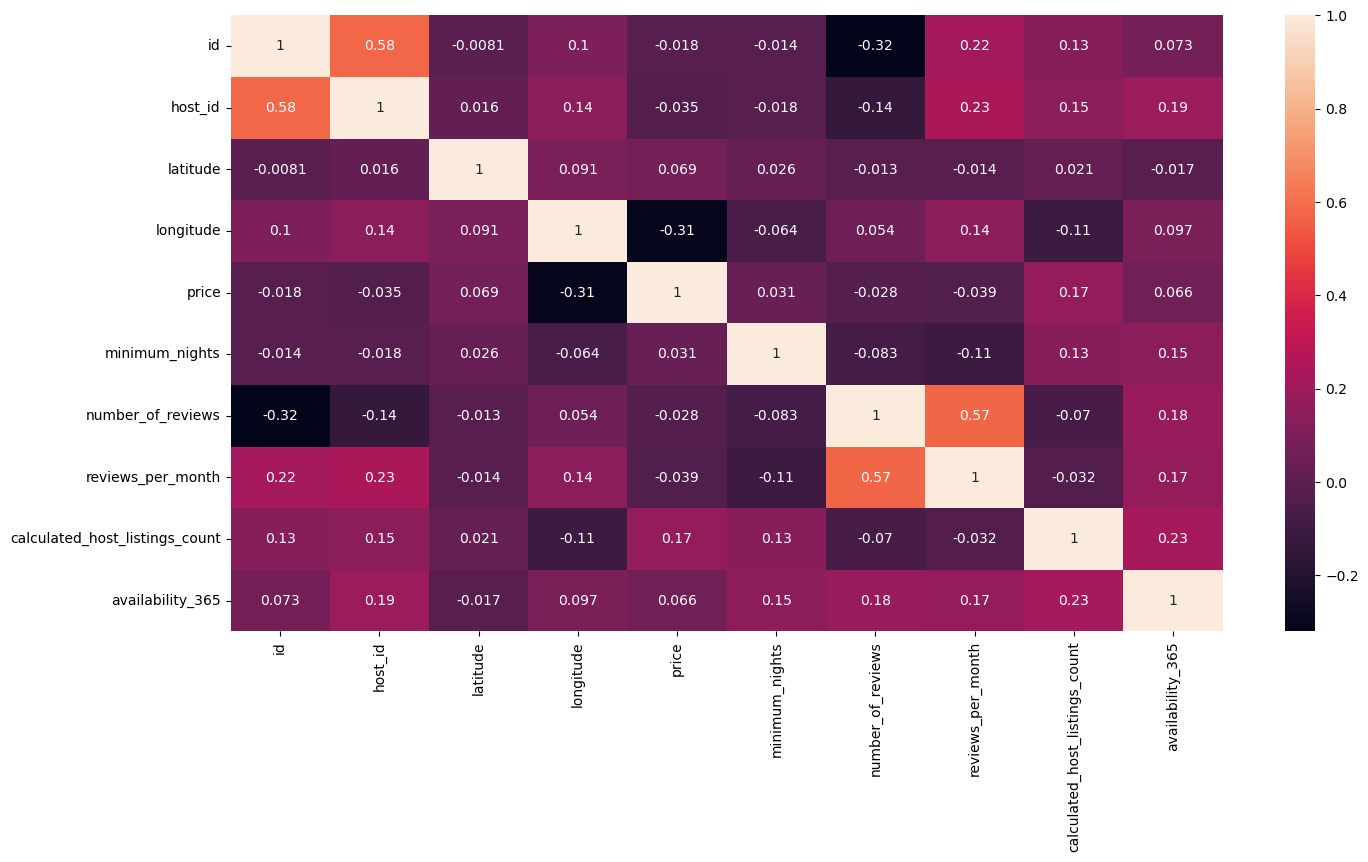 id 1 0.58 -0.0081 0.1 -0.018 -0.014 -0.32 0.22 0.13 0.073
host_id 0.58 1 0.016 0.14 -0.035 -0.018 -0.14 0.23 0.15 0.19
latitude -0.0081 0.016 1 0.091 0.069 0.026 -0.013 -0.014 0.021 -0.017
longitude 0.1 0.14 0.091 1 -0.31 -0.064 0.054 0.14 -0.11 0.097
price -0.018 -0.035 0.069 -0.31 1 0.031 -0.028 -0.039 0.17 0.066
minimum_nights -0.014 -0.018 0.026 -0.064 0.031 1 -0.083 -0.11 0.13 0.15
number_of_reviews -0.32 -0.14 -0.013 0.054 -0.028 -0.083 1 0.57 -0.07 0.18
reviews_per_month 0.22 0.23 -0.014 0.14 -0.039 -0.11 0.57 1 -0.032 0.17
calculated_host_listings_count 0.13 0.15 0.021 -0.11 0.17 0.13 -0.07 -0.032 1 0.23
availability_365 0.073 0.19 -0.017 0.097 0.066 0.15 0.18 0.17 0.23 1
id
host_id
latitude
longitude
price
minimum_nights
number_of_reviews
reviews_per_month
calculated_host_listings_count
availability_365
1.0
0.8
0.6
0.4
0.2
0.0
−0.2